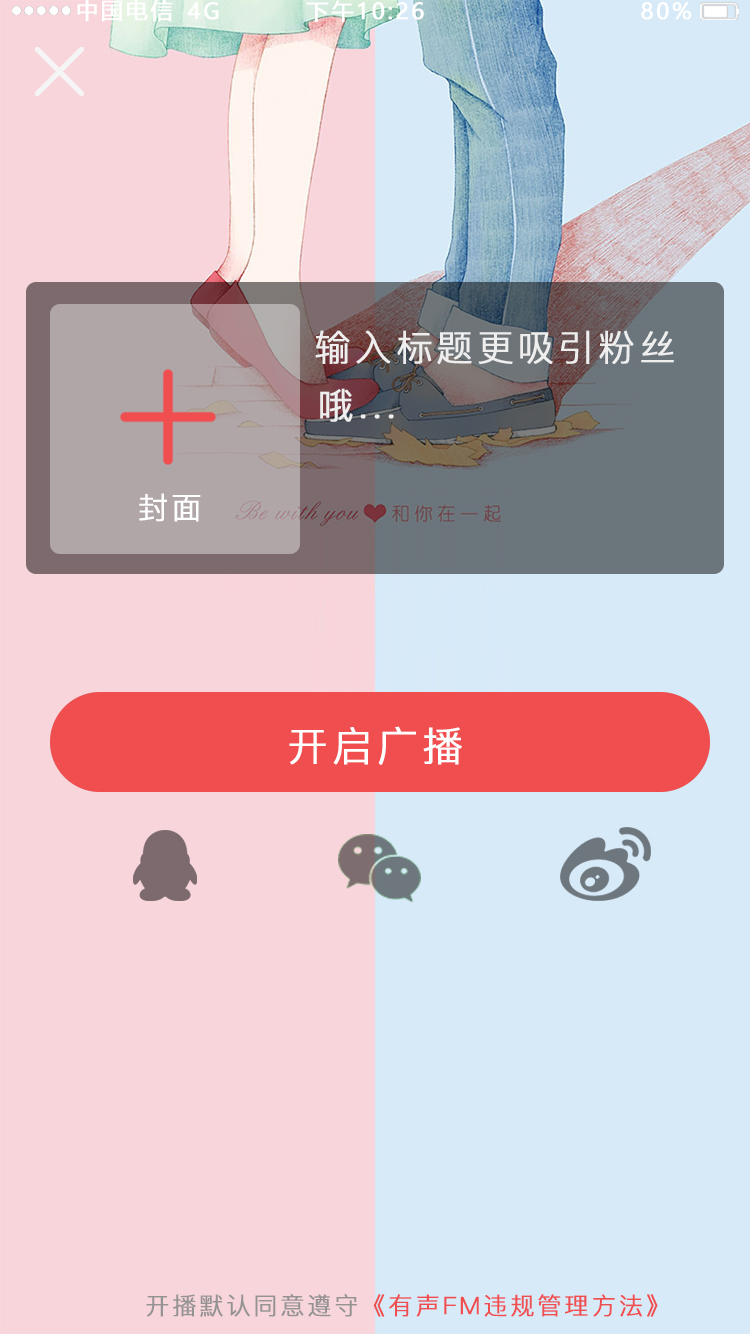 中国电信 4G 下午10:26 80%
输入标题更吸引粉丝
哦...
封面
Be with you 和你在一起
开启广播
开播默认同意遵守《有声FM违规管理方法》